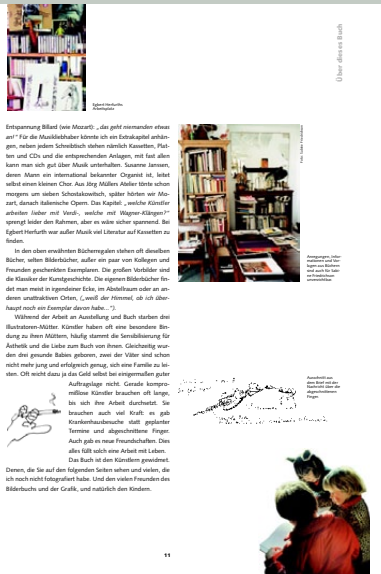 Über dieses Buch
Egbert Herfurths
Arbeitsplatz
Entspannung Billard (wie Mozart): „das geht niemanden etwas
an!“ Für die Musikliebhaber könnte ich ein Extrakapitel anhän-
gen, neben jedem Schreibtisch stehen nämlich Kassetten, Plat-
ten und CDs und die entsprechenden Anlagen, mit fast allen
kann man sich gut über Musik unterhalten. Susanne Janssen,
deren Mann ein international bekannter Organist ist, leitet
selbst einen kleinen Chor. Aus Jörg Müllers Atelier tönte schon
morgens um sieben Schostakowitsch, später hörten wir Mo-
zart, danach italienische Opern. Das Kapitel: „welche Künstler
arbeiten lieber mit Verdi-, welche mit Wagner-Klängen?“
sprengt leider den Rahmen, aber es wäre sicher spannend. Bei
Egbert Herfurth war außer Musik viel Literatur auf Kassetten zu
finden.
In den oben erwähnten Bücherregalen stehen oft dieselben
Bücher, selten Bilderbücher, außer ein paar von Kollegen und
Freunden geschenkten Exemplaren. Die großen Vorbilder sind
die Klassiker der Kunstgeschichte. Die eigenen Bilderbücher fin-
det man meist in irgendeiner Ecke, im Abstellraum oder an an-
deren unattraktiven Orten, („weiß der Himmel, ob ich über-
haupt noch ein Exemplar davon habe...“).
Während der Arbeit an Ausstellung und Buch starben drei
Illustratoren-Mütter. Künstler haben oft eine besondere Bin-
dung zu ihren Müttern, häufig stammt die Sensibilisierung für
Ästhetik und die Liebe zum Buch von ihnen. Gleichzeitig wur-
den drei gesunde Babies geboren, zwei der Väter sind schon
nicht mehr jung und erfolgreich genug, sich eine Familie zu lei-
sten. Oft reicht dazu ja das Geld selbst bei einigermaßen guter
Auftragslage nicht. Gerade kompro-
mißlose Künstler brauchen oft lange,
bis sich ihre Arbeit durchsetzt. Sie
brauchen auch viel Kraft: es gab
Krankenhausbesuche statt geplanter
Termine und abgeschnittene Finger.
Auch gab es neue Freundschaften. Dies
alles füllt solch eine Arbeit mit Leben.
Das Buch ist den Künstlern gewidmet.
Denen, die Sie auf den folgenden Seiten sehen und vielen, die
ich noch nicht fotografiert habe. Und den vielen Freunden des
Bilderbuchs und der Grafik, und natürlich den Kindern.
Anregungen, Infor-
mationen und Vor-
lagen aus Büchern
sind auch für Sabi-
ne Friedrichson
unverzichtbar.
Ausschnitt aus
dem Brief mit der
Nachricht über die
abgeschnittenen
Finger.
11